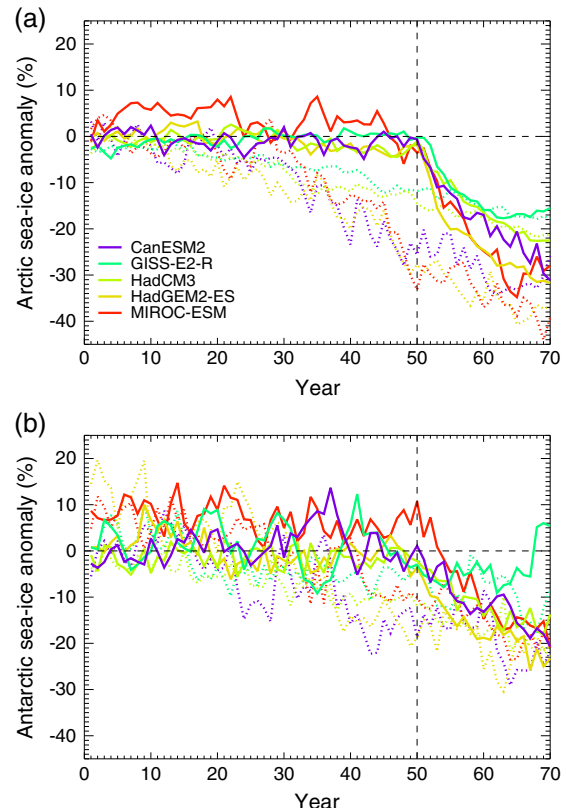 (a)
Arctic sea-ice anomaly (%)
20
10
0
-10
-20
-30
-40
CanESM2
GISS-E2-R
HadCM3
HadGEM2-ES
MIROC-ESM
1 10 20 30 40 50 60 70
Year
(b)
Antarctic sea-ice anomaly (%)
20
10
0
-10
-20
-30
-40
1 10 20 30 40 50 60 70
Year